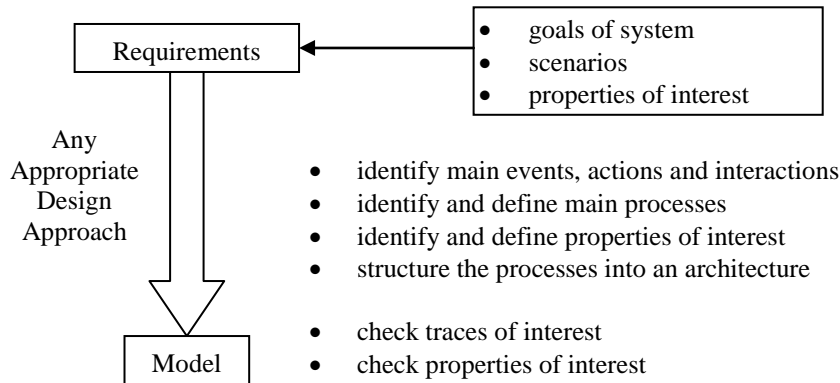 Requirements
• goals of system
• scenarios
• properties of interest
Any
Appropriate
Design
Approach
• identify main events, actions and interactions
• identify and define main processes
• identify and define properties of interest
• structure the processes into an architecture
Model
• check traces of interest
• check properties of interest